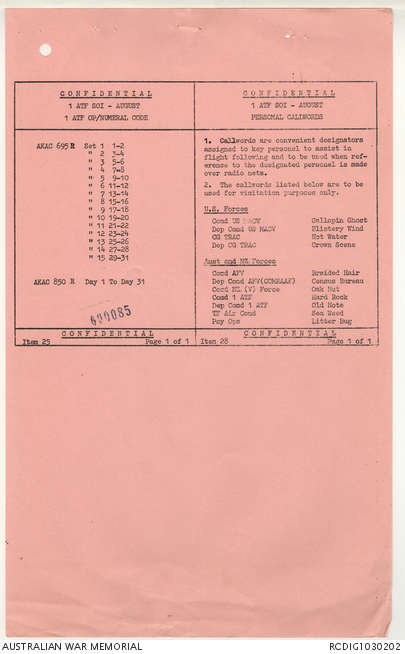 CONFIDENTIAL
1 ATF SOI - AUGUST
1 ATF OP/NUMERAL CODE
AKAC 695 R Set 1 1-2
" 2 3-4
" 3 5-6
" 4 7-8
" 5 9-10
" 6 11-12
" 7 13-14
" 8 15-16
" 9 17-18
" 10 19-20
" 11 21-22
" 12 23-24
" 13 25-26
" 14 27-28
" 15 29-31
AKAC 850 R Day 1 To Day 31
600085
CONFIDENTIAL
Item 25 Page 1 of 1
CONFIDENTIAL
1 ATF SOI - AUGUST
PERSONAL CALLWORDS
1. Callwords are convenient designators
assigned to key personel to assist in
flight following and to be used when ref-
erence to the designated personel is made
over radio nets.
2. The callwords listed below are to be
used for visitation purposes only.
U.S. Forces
Comd US MACV Gallopin Ghost
Dep Comd US MACV Blistery Wind
CG TRAC Hot Water
Dep CG TRAC Crown Scene
Aust and NZ Forces
Comd AFV Braided Hair
Dep Comd AFV(COMRAAF) Census Bureau
Comd NZ (V) Force Oak Nut
Comd 1 ATF Hard Rock
Dep Comd 1 ATF Old Note
TF Air Comd Sea Weed
Psy Ops Litter Bug
CONFIDENTIAL
Item 28 Page 1 of 1
AUSTRALIAN WAR MEMORIAL
RCDIG1030202